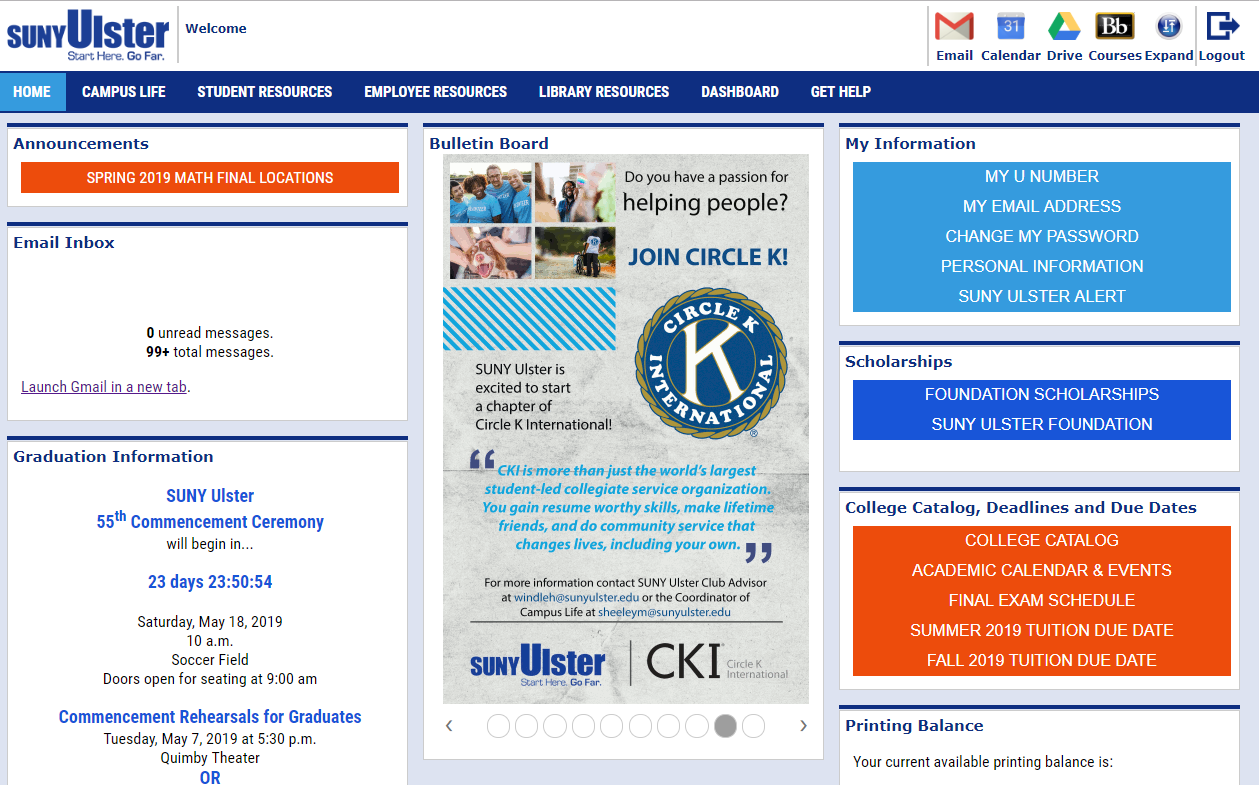 SUNY Ulster
Start Here. Go Far.
Welcome
31
Bb
Email Calendar Drive Courses Expand Logout
HOME CAMPUS LIFE STUDENT RESOURCES EMPLOYEE RESOURCES LIBRARY RESOURCES DASHBOARD GET HELP
Announcements
SPRING 2019 MATH FINAL LOCATIONS
Email Inbox
0 unread messages.
99+ total messages.
Launch Gmail in a new tab.
Graduation Information
SUNY Ulster
55th Commencement Ceremony
will begin in...
23 days 23:50:54
Saturday, May 18, 2019
10 a.m.
Soccer Field
Doors open for seating at 9:00 am
Commencement Rehearsals for Graduates
Tuesday, May 7, 2019 at 5:30 p.m.
Quimby Theater
OR
Bulletin Board
Do you have a passion for
helping people?
JOIN CIRCLE K!
CIRCLE K
K
INTERNATIONAL
®
SUNY Ulster is
excited to start
a chapter of
Circle K International!
“CKI is more than just the world's largest
student-led collegiate service organization.
You gain resume worthy skills, make lifetime
friends, and do community service that
changes lives, including your own.”
For more information contact SUNY Ulster Club Advisor
at windleh@sunyulster.edu or the Coordinator of
Campus Life at sheeleym@sunyulster.edu
SUNY Ulster
Start Here. Go Far.
CKI
Circle K
International
‹ ›
My Information
MY U NUMBER
MY EMAIL ADDRESS
CHANGE MY PASSWORD
PERSONAL INFORMATION
SUNY ULSTER ALERT
Scholarships
FOUNDATION SCHOLARSHIPS
SUNY ULSTER FOUNDATION
College Catalog, Deadlines and Due Dates
COLLEGE CATALOG
ACADEMIC CALENDAR & EVENTS
FINAL EXAM SCHEDULE
SUMMER 2019 TUITION DUE DATE
FALL 2019 TUITION DUE DATE
Printing Balance
Your current available printing balance is: